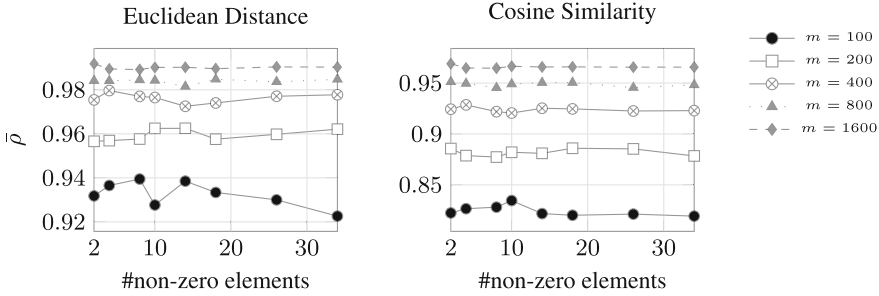 Euclidean Distance
0.98
0.96
0.94
0.92
ρ̄
2 10 20 30
#non-zero elements
Cosine Similarity
0.95
0.9
0.85
2 10 20 30
#non-zero elements
m = 100
m = 200
m = 400
m = 800
m = 1600